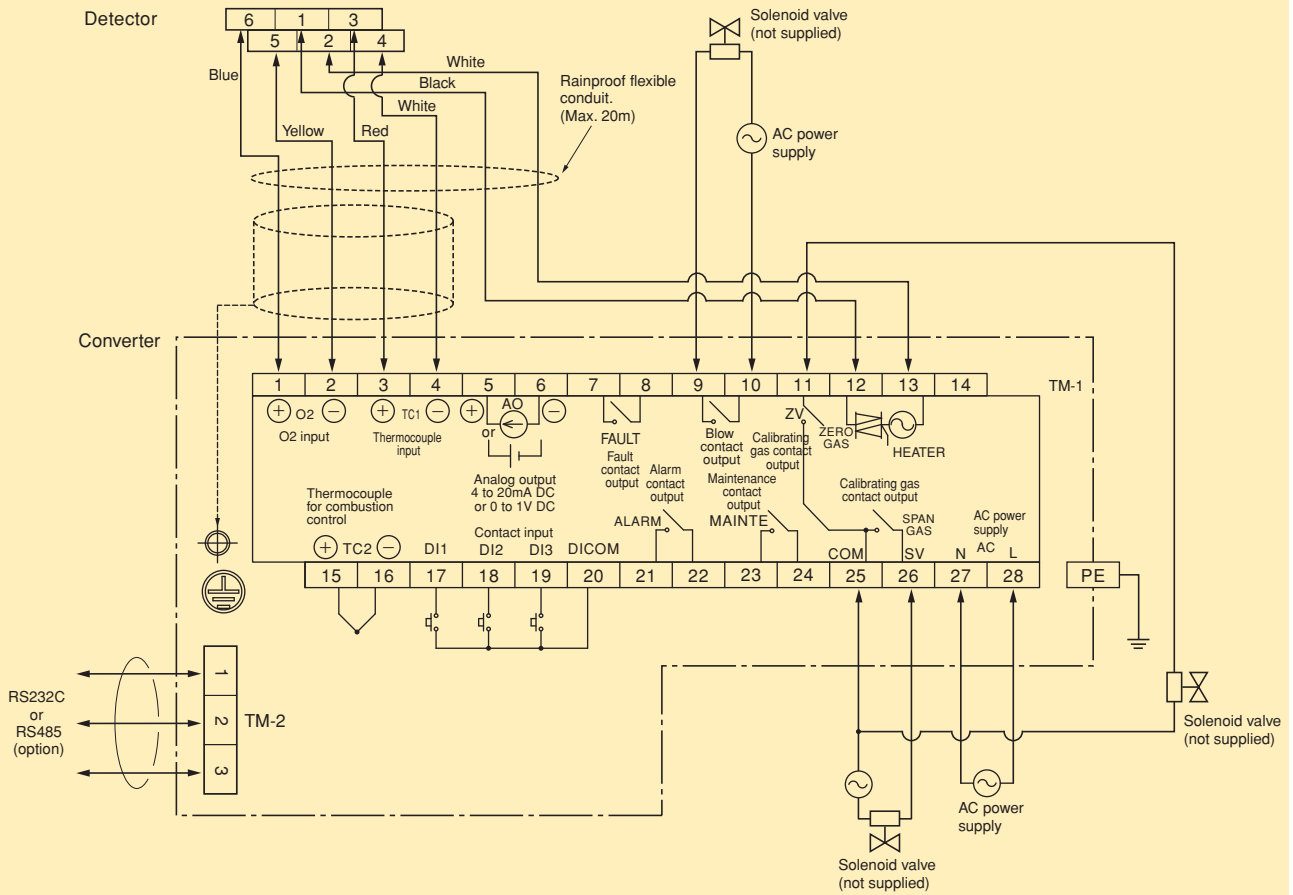 Detector
6 1 3
5 2 4
Solenoid valve
(not supplied)
Blue
White
Black
White
Yellow
Red
Rainproof flexible
conduit.
(Max. 20m)
AC power
supply
Converter
1 2 3 4 5 6 7 8 9 10 11 12 13 14
TM-1
+ O2 −
O2 input
+ TC1 −
Thermocouple
input
+ AO −
or
Analog output
4 to 20mA DC
or 0 to 1V DC
FAULT
Fault
contact
output
Alarm
contact
output
Blow
contact
output
Maintenance
contact
output
ZV
Calibrating
gas contact
output
ZERO
GAS
HEATER
Calibrating gas
contact output
Thermocouple
for combustion
control
+ TC2 −
Contact input
DI1 DI2 DI3 DICOM
ALARM
MAINTE
COM
SPAN
GAS
SV
AC power
supply
AC
N L
15 16 17 18 19 20 21 22 23 24 25 26 27 28
PE
RS232C
or
RS485
(option)
1
2
3
TM-2
Solenoid valve
(not supplied)
AC power
supply
Solenoid valve
(not supplied)